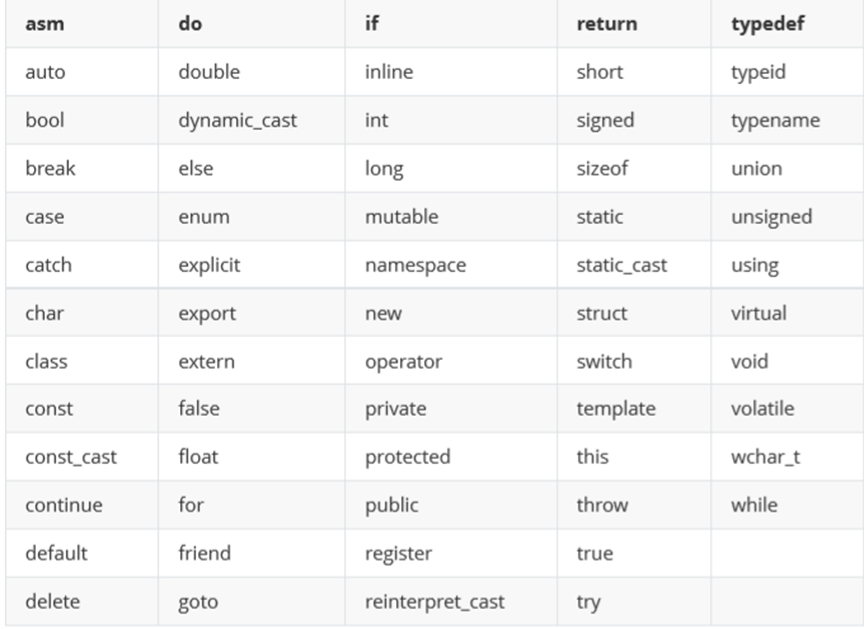 asm do if return typedef
auto double inline short typeid
bool dynamic_cast int signed typename
break else long sizeof union
case enum mutable static unsigned
catch explicit namespace static_cast using
char export new struct virtual
class extern operator switch void
const false private template volatile
const_cast float protected this wchar_t
continue for public throw while
default friend register true
delete goto reinterpret_cast try